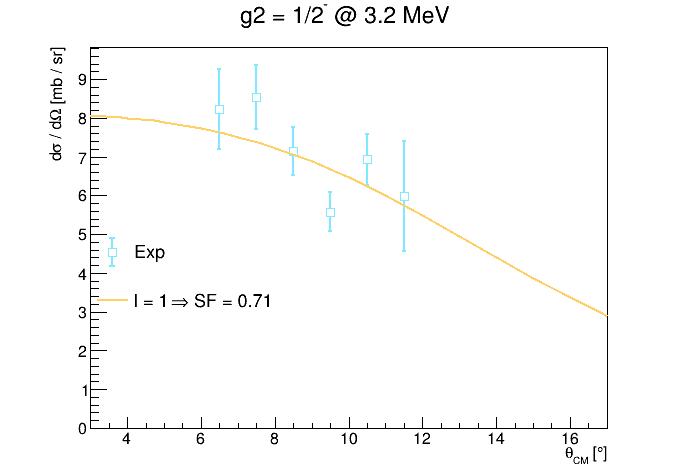 g2 = 1/2⁻ @ 3.2 MeV
dσ / dΩ [mb / sr]
9
8
7
6
5
4
3
2
1
0
Exp
l = 1 ⇒ SF = 0.71
4 6 8 10 12 14 16
θCM [°]